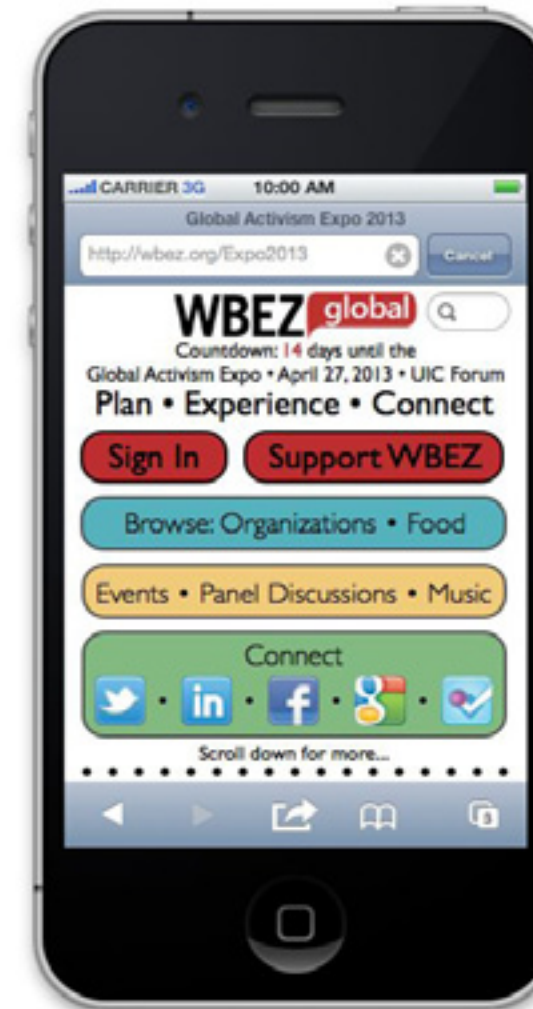 CARRIER 3G 10:00 AM
Global Activism Expo 2013
http://wbez.org/Expo2013 Cancel
WBEZ global
Countdown: 14 days until the
Global Activism Expo • April 27, 2013 • UIC Forum
Plan • Experience • Connect
Sign In Support WBEZ
Browse: Organizations • Food
Events • Panel Discussions • Music
Connect
in f g
Scroll down for more...
3